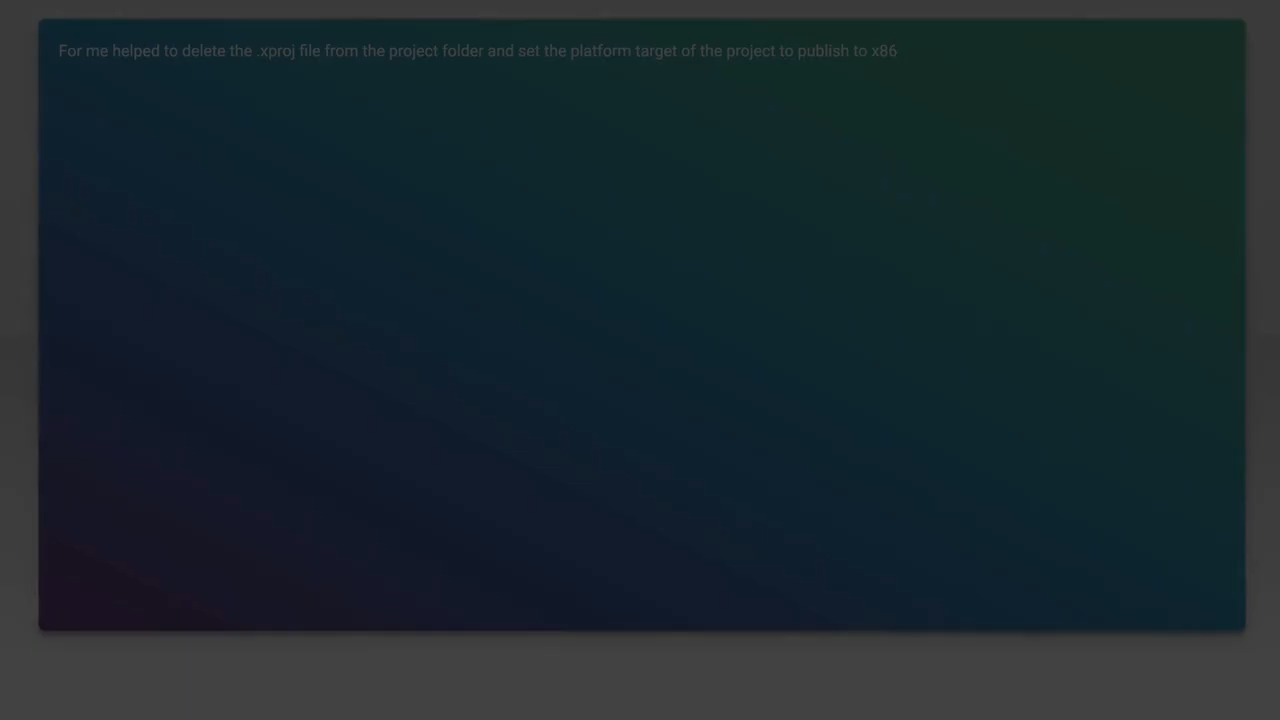 For me helped to delete the .xproj file from the project folder and set the platform target of the project to publish to x86